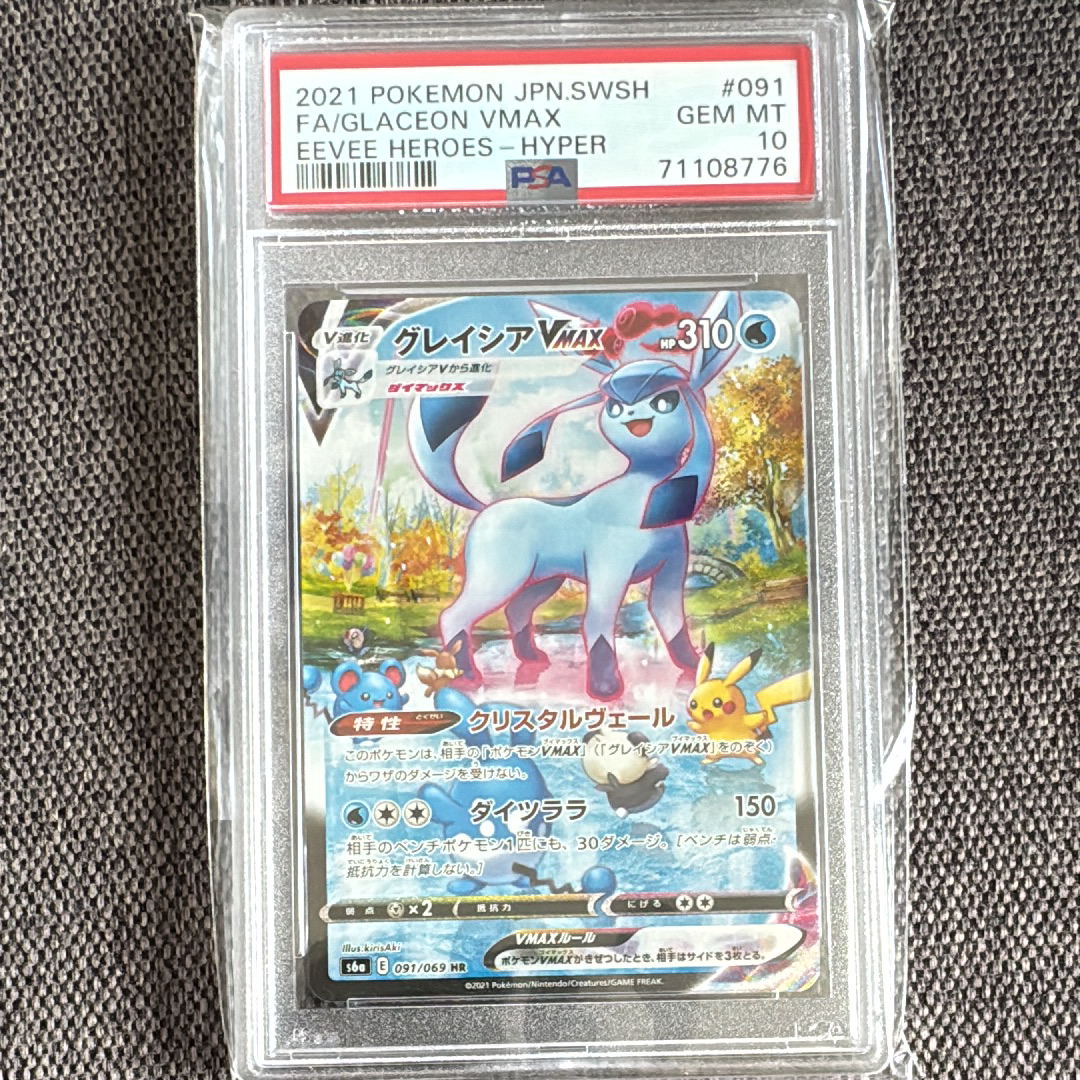 2021 POKEMON JPN.SWSH #091
FA/GLACEON VMAX GEM MT
EEVEE HEROES-HYPER 10
PSA 71108776
V進化 グレイシアVMAX HP310
グレイシアVから進化
ダイマックス
特性 とくせい クリスタルヴェール
このポケモンは、相手の「ポケモンVMAX」(「グレイシアVMAX」をのぞく)
からワザのダメージを受けない。
ダイツララ 150
相手のベンチポケモン1匹にも、30ダメージ。[ベンチは弱点・
抵抗力を計算しない。]
弱点 ×2 抵抗力 にげる
Illus.kirisAki
VMAXルール
ポケモンVMAXがきぜつしたとき、相手はサイドを3枚とる。
s6a E 091/069 HR
©2021 Pokémon/Nintendo/Creatures/GAME FREAK.